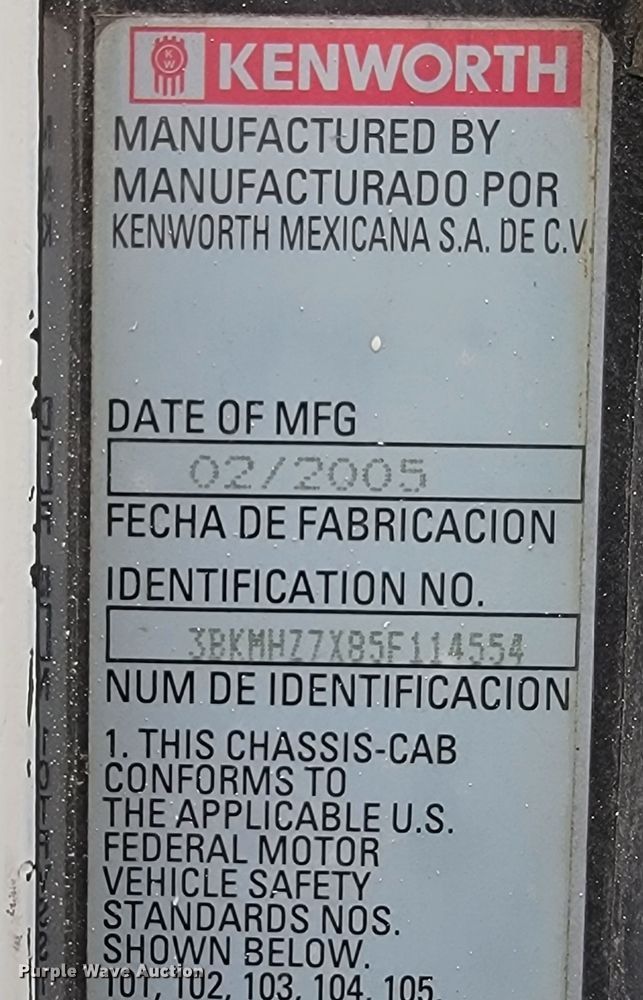 KW KENWORTH
MANUFACTURED BY
MANUFACTURADO POR
KENWORTH MEXICANA S.A. DE C.V.
DATE OF MFG
02/2005
FECHA DE FABRICACION
IDENTIFICATION NO.
3BKMHZ7X85F114554
NUM DE IDENTIFICACION
1. THIS CHASSIS-CAB
CONFORMS TO
THE APPLICABLE U.S.
FEDERAL MOTOR
VEHICLE SAFETY
STANDARDS NOS.
SHOWN BELOW.
101, 102, 103, 104, 105,
Purple Wave Auction